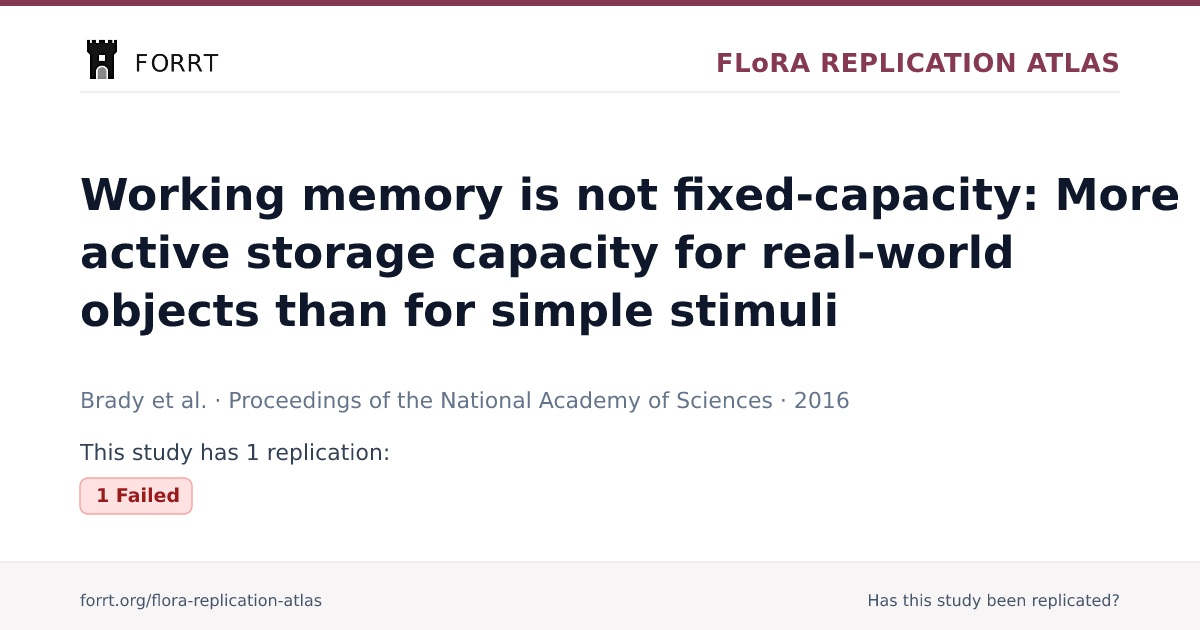 FORRT
FLoRA REPLICATION ATLAS
Working memory is not fixed-capacity: More
active storage capacity for real-world
objects than for simple stimuli
Brady et al. · Proceedings of the National Academy of Sciences · 2016
This study has 1 replication:
1 Failed
forrt.org/flora-replication-atlas
Has this study been replicated?